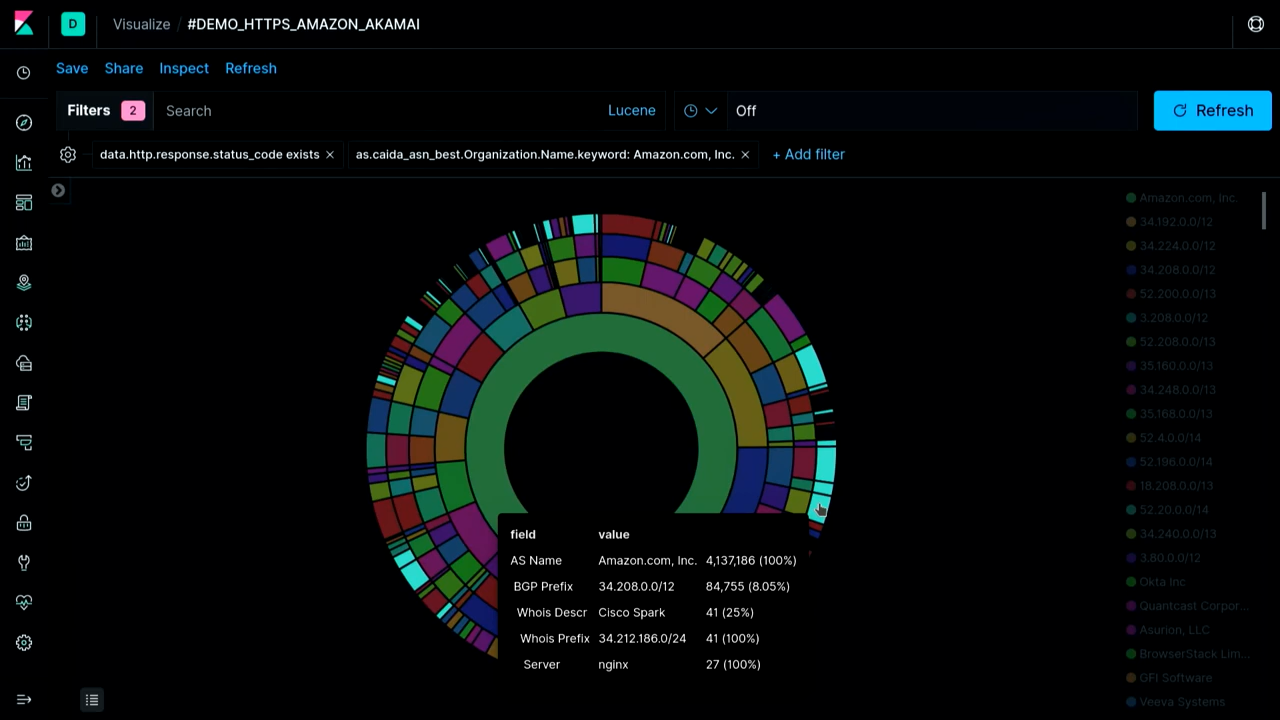 D Visualize / #DEMO_HTTPS_AMAZON_AKAMAI
Save Share Inspect Refresh
Filters 2 Search Lucene Off Refresh
data.http.response.status_code exists × as.caida_asn_best.Organization.Name.keyword: Amazon.com, Inc. × + Add filter
Amazon.com, Inc.
34.192.0.0/12
34.224.0.0/12
34.208.0.0/12
52.200.0.0/13
3.208.0.0/12
52.208.0.0/13
35.160.0.0/13
34.248.0.0/13
35.168.0.0/13
52.4.0.0/14
52.196.0.0/14
18.208.0.0/13
52.20.0.0/14
34.240.0.0/13
3.80.0.0/12
Okta Inc
Quantcast Corpor...
Asurion, LLC
BrowserStack Lim...
GFI Software
Veeva Systems
field value
AS Name Amazon.com, Inc. 4,137,186 (100%)
BGP Prefix 34.208.0.0/12 84,755 (8.05%)
Whois Descr Cisco Spark 41 (25%)
Whois Prefix 34.212.186.0/24 41 (100%)
Server nginx 27 (100%)